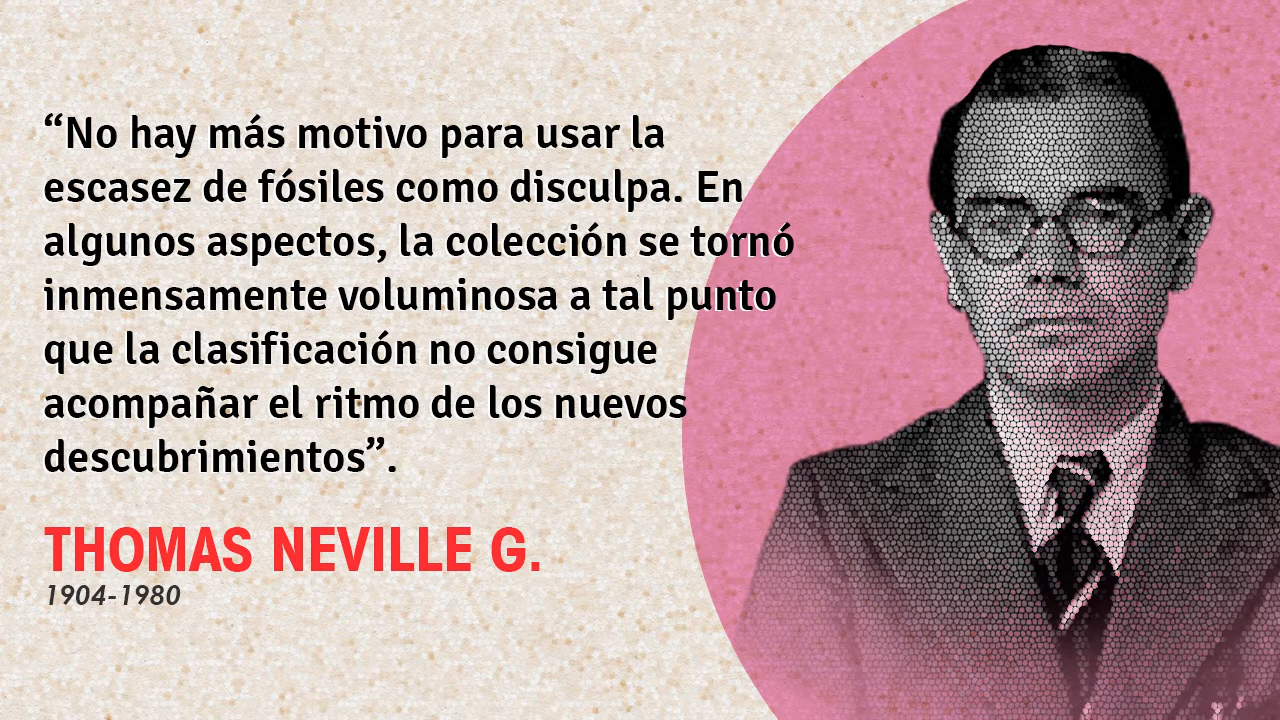 “No hay más motivo para usar la
escasez de fósiles como disculpa. En
algunos aspectos, la colección se tornó
inmensamente voluminosa a tal punto
que la clasificación no consigue
acompañar el ritmo de los nuevos
descubrimientos”.
THOMAS NEVILLE G.
1904-1980